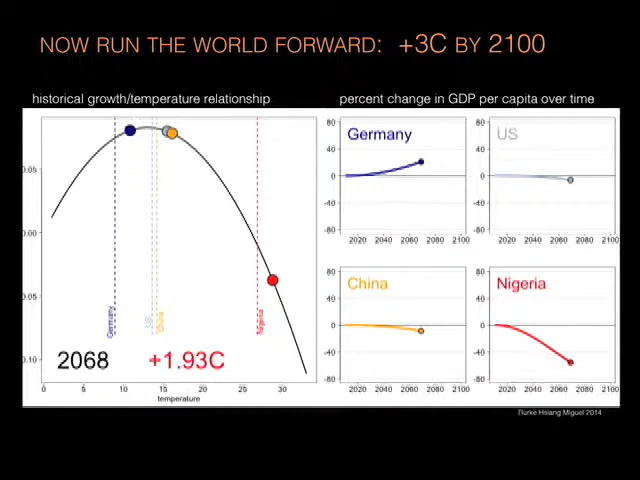 NOW RUN THE WORLD FORWARD: +3C BY 2100
historical growth/temperature relationship
percent change in GDP per capita over time
0.05
0.00
0.05
0.10
Germany
US
China
Nigeria
2068 +1.93C
0 5 10 15 20 25 30
temperature
Germany
80
40
0
-40
-80
2020 2040 2060 2080 2100
US
80
40
0
-40
-80
2020 2040 2060 2080 2100
China
80
40
0
-40
-80
2020 2040 2060 2080 2100
Nigeria
80
40
0
-40
-80
2020 2040 2060 2080 2100
Burke Hsiang Miguel 2014